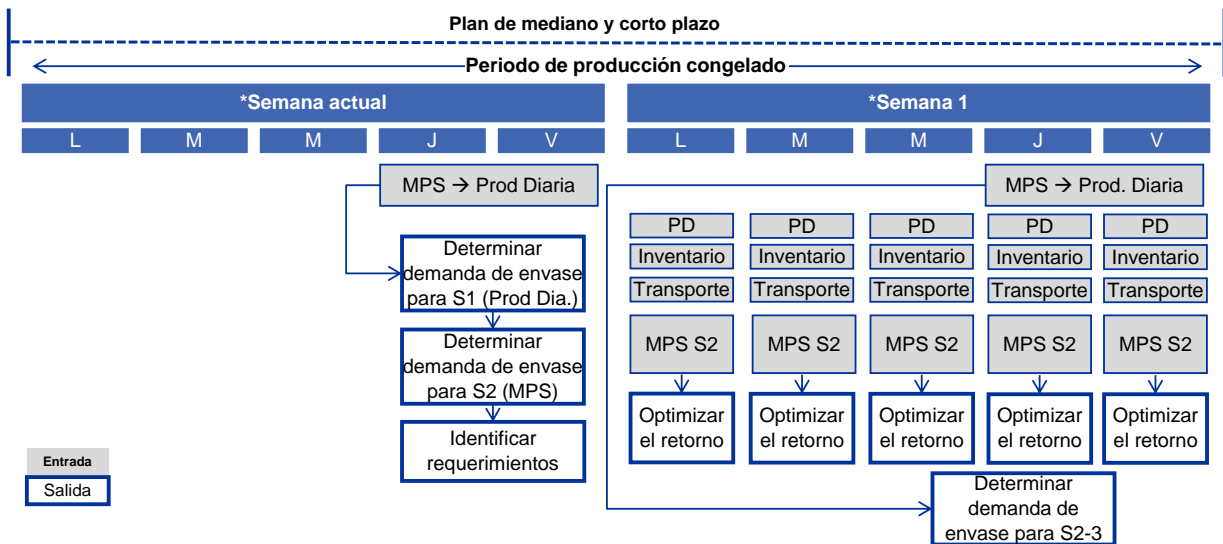 Plan de mediano y corto plazo
Periodo de producción congelado
*Semana actual
*Semana 1
L M M J V L M M J V
MPS → Prod Diaria
MPS → Prod. Diaria
Determinar
demanda de envase
para S1 (Prod Dia.)
Determinar
demanda de envase
para S2 (MPS)
Identificar
requerimientos
PD PD PD PD PD
Inventario Inventario Inventario Inventario Inventario
Transporte Transporte Transporte Transporte Transporte
MPS S2 MPS S2 MPS S2 MPS S2 MPS S2
Optimizar Optimizar Optimizar Optimizar Optimizar
el retorno el retorno el retorno el retorno el retorno
Determinar
demanda de
envase para S2-3
Entrada
Salida